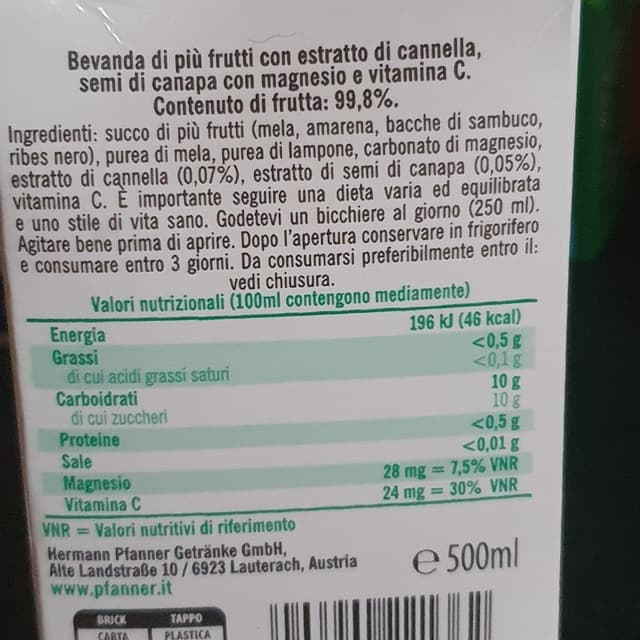 Bevanda di più frutti con estratto di cannella,
semi di canapa con magnesio e vitamina C.
Contenuto di frutta: 99,8%.
Ingredienti: succo di più frutti (mela, amarena, bacche di sambuco,
ribes nero), purea di mela, purea di lampone, carbonato di magnesio,
estratto di cannella (0,07%), estratto di semi di canapa (0,05%),
vitamina C. È importante seguire una dieta varia ed equilibrata
e uno stile di vita sano. Godetevi un bicchiere al giorno (250 ml).
Agitare bene prima di aprire. Dopo l'apertura conservare in frigorifero
e consumare entro 3 giorni. Da consumarsi preferibilmente entro il:
vedi chiusura.
Valori nutrizionali (100ml contengono mediamente)
Energia 196 kJ (46 kcal)
Grassi <0,5 g
di cui acidi grassi saturi <0,1 g
Carboidrati 10 g
di cui zuccheri 10 g
Proteine <0,5 g
Sale <0,01 g
Magnesio 28 mg = 7,5% VNR
Vitamina C 24 mg = 30% VNR
VNR = Valori nutritivi di riferimento
Hermann Pfanner Getränke GmbH,
Alte Landstraße 10 / 6923 Lauterach, Austria
www.pfanner.it
e 500ml
BRICK TAPPO
CARTA PLASTICA